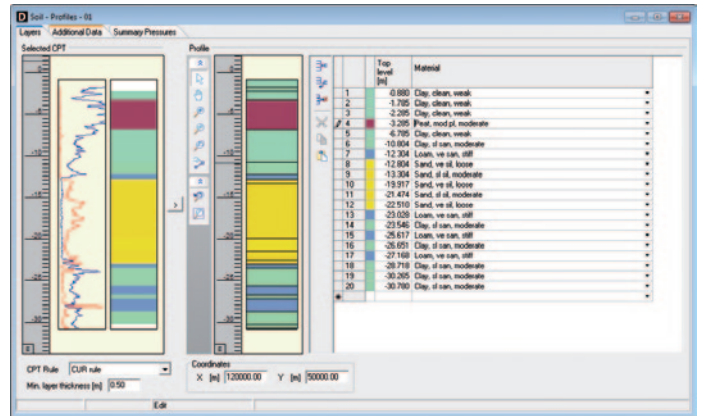 D Soil - Profiles - 01
Layers Additional Data Summary Pressures
Selected CPT Profile
Top level [m] Material
1 -0.880 Clay, clean, weak
2 -1.785 Clay, clean, weak
3 -2.285 Clay, clean, weak
4 -3.285 Peat, mod pl, moderate
5 -6.785 Clay, clean, weak
6 -10.804 Clay, sl san, moderate
7 -12.304 Loam, ve san, stiff
8 -12.804 Sand, ve sil, loose
9 -13.304 Sand, sl sil, moderate
10 -19.917 Sand, ve sil, loose
11 -21.474 Sand, sl sil, moderate
12 -22.510 Sand, ve sil, loose
13 -23.028 Loam, ve san, stiff
14 -23.546 Clay, sl san, moderate
15 -25.617 Loam, ve san, stiff
16 -26.651 Clay, sl san, moderate
17 -27.168 Loam, ve san, stiff
18 -28.718 Clay, sl san, moderate
19 -30.265 Clay, sl san, moderate
20 -30.780 Clay, sl san, moderate
CPT Rule CUR rule
Min. layer thickness [m] 0.50
Coordinates
X [m] 120000.00 Y [m] 50000.00
Edit